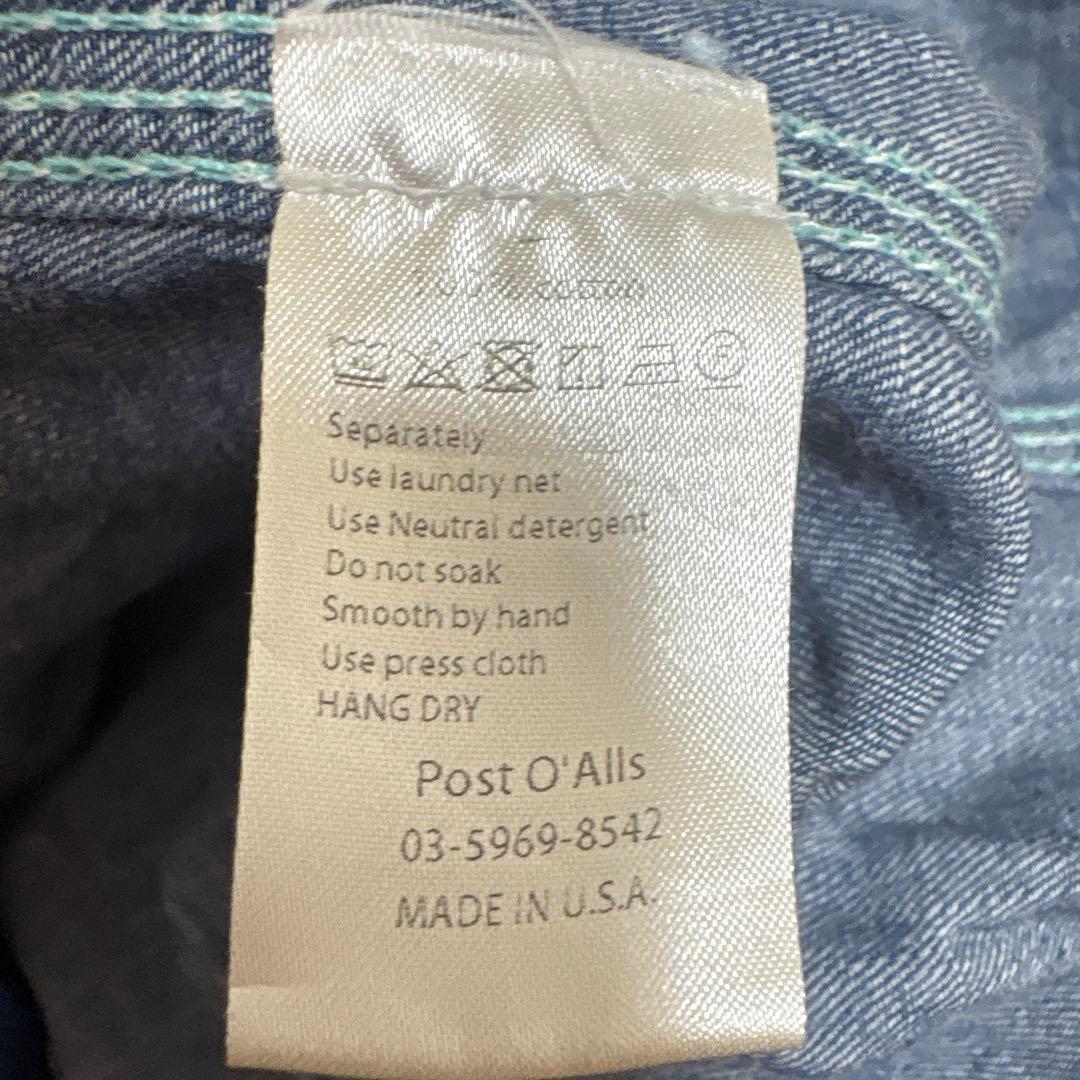 cotton
Separately
Use laundry net
Use Neutral detergent
Do not soak
Smooth by hand
Use press cloth
HANG DRY
Post O'Alls
03-5969-8542
MADE IN U.S.A.